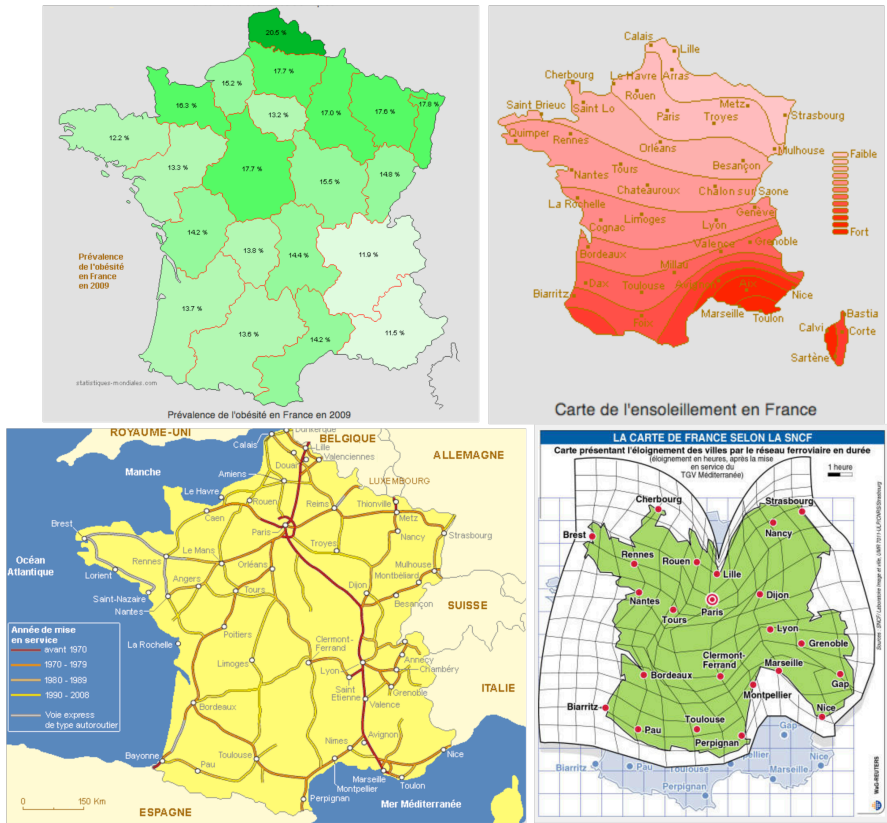 20.5 %
17.7 %
15.2 %
16.3 %
17.0 %
17.6 %
17.8 %
13.2 %
12.2 %
13.3 %
17.7 %
15.5 %
14.8 %
14.2 %
13.8 %
14.4 %
11.9 %
13.7 %
13.6 %
14.2 %
11.5 %
Prévalence
de l'obésité
en France
en 2009
statistiques-mondiales.com
Prévalence de l'obésité en France en 2009
Calais
Lille
Cherbourg
Le Havre
Arras
Rouen
Saint Brieuc
Saint Lo
Paris
Metz
Troyes
Strasbourg
Quimper
Rennes
Orléans
Mulhouse
Besançon
Nantes
Tours
Chateauroux
Chalon sur Saone
La Rochelle
Genève
Cognac
Limoges
Lyon
Valence
Grenoble
Bordeaux
Millau
Biarritz
Dax
Toulouse
Aix
Nice
Foix
Marseille
Toulon
Bastia
Calvi
Corte
Sartène
Faible
Fort
Carte de l'ensoleillement en France
ROYAUME-UNI
Dunkerque
BELGIQUE
Calais
Lille
Valenciennes
ALLEMAGNE
Douai
Manche
Amiens
LUXEMBOURG
Le Havre
Rouen
Reims
Thionville
Caen
Metz
Paris
Nancy
Strasbourg
Brest
Troyes
Rennes
Le Mans
Océan
Atlantique
Orléans
Mulhouse
Lorient
Angers
Montbéliard
Dijon
Saint-Nazaire
Tours
Besançon
Nantes
SUISSE
Année de mise
en service
avant 1970
1970 - 1979
1980 - 1989
1990 - 2008
Voie express
de type autoroutier
Poitiers
La Rochelle
Clermont-
Ferrand
Limoges
Annecy
Lyon
Chambéry
Saint
Etienne
Grenoble
ITALIE
Valence
Bordeaux
Avignon
Nimes
Bayonne
Toulouse
Nice
Pau
Marseille
Montpellier
Toulon
Perpignan
Mer Méditerranée
0
150 Km
ESPAGNE
LA CARTE DE FRANCE SELON LA SNCF
Carte présentant l'éloignement des villes par le réseau ferroviaire en durée
(éloignement en heures, après la mise
en service du
TGV Méditerranée)
1 heure
Cherbourg
Strasbourg
Brest
Nancy
Rennes
Rouen
Lille
Nantes
Paris
Dijon
Tours
Lyon
Grenoble
Clermont-
Ferrand
Marseille
Bordeaux
Gap
Montpellier
Biarritz
Nice
Toulouse
Pau
Perpignan
Gap
Biarritz
Pau
Toulouse
Nice
Marseille
Perpignan
WaG-REUTERS